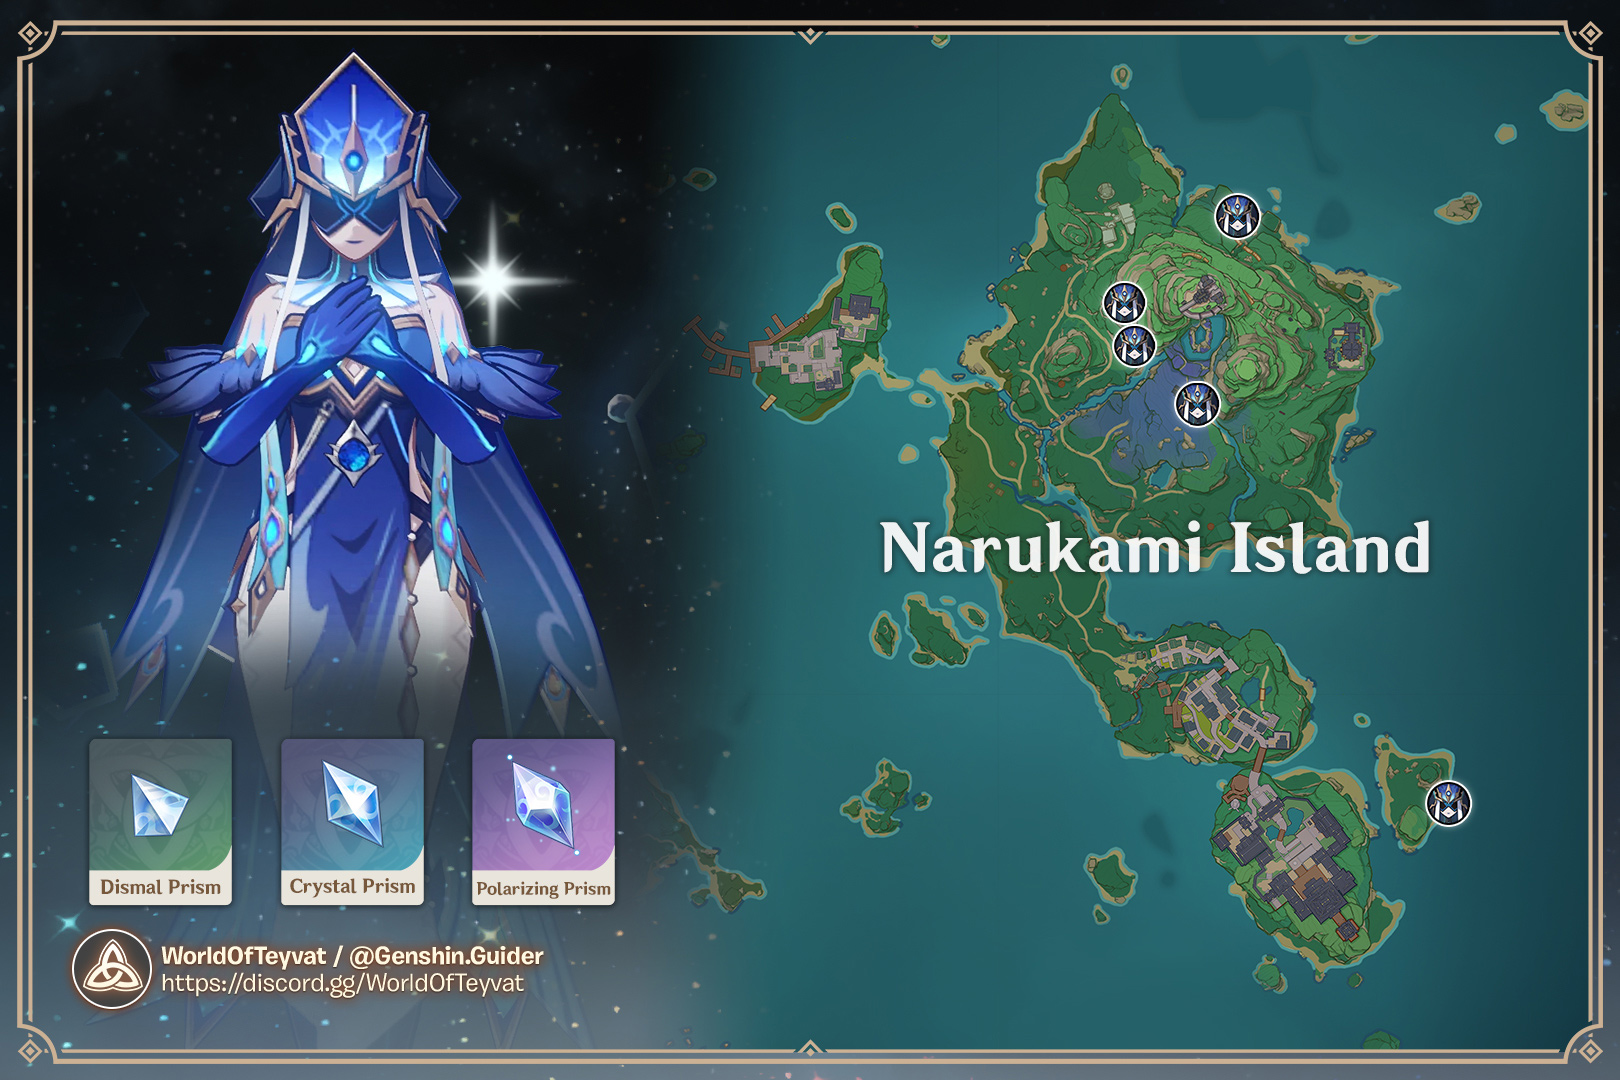 Narukami Island
Dismal Prism
Crystal Prism
Polarizing Prism
WorldOfTeyvat / @Genshin.Guider
https://discord.gg/WorldOfTeyvat